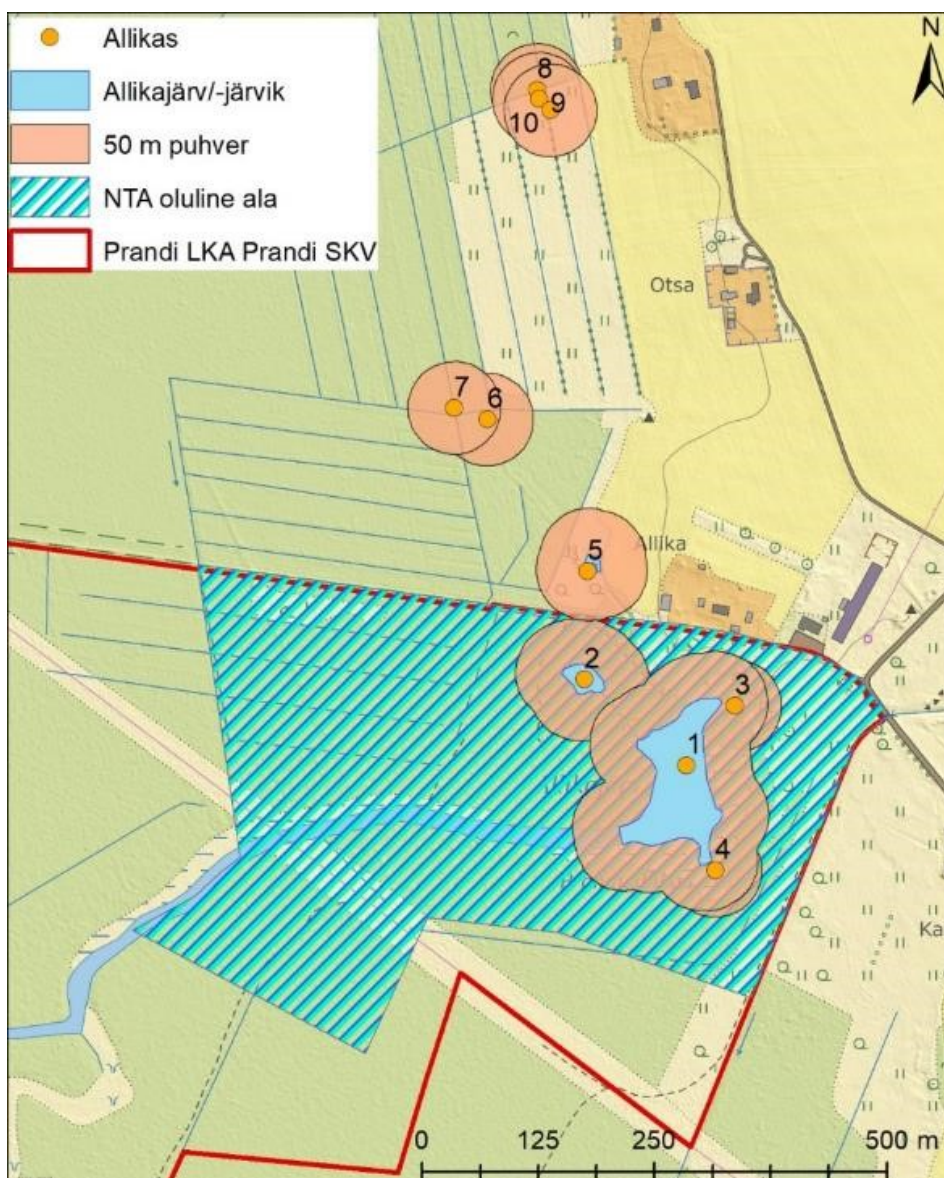 Allikas
Allikajärv/-järvik
50 m puhver
NTA oluline ala
Prandi LKA Prandi SKV
N
8
9
10
Otsa
7
6
5
Allika
2
3
1
4
Ka
0 125 250 500 m